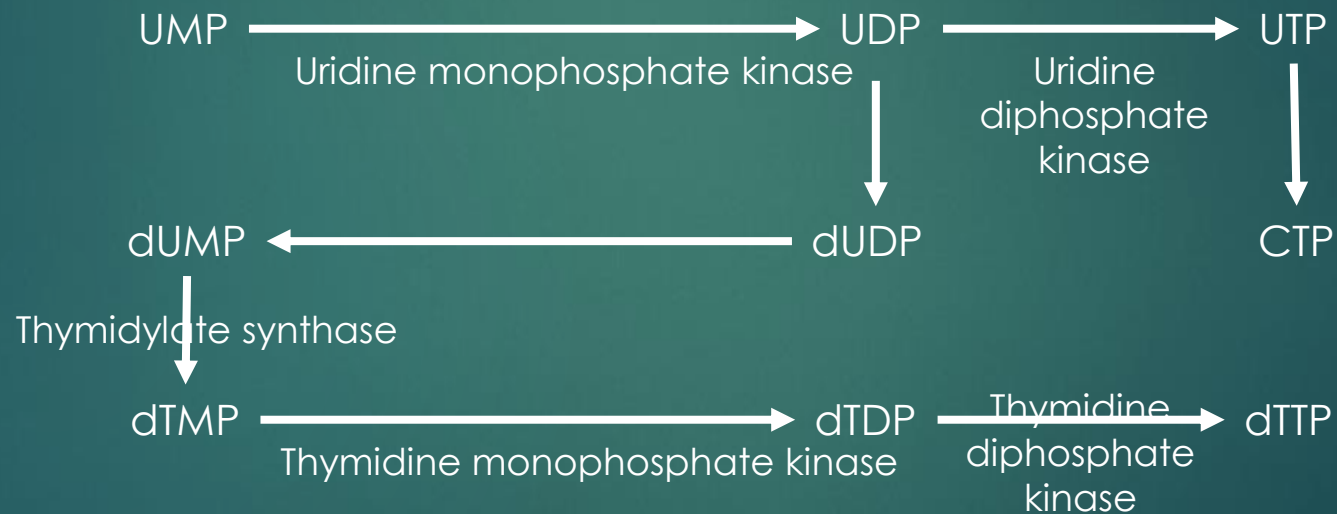 UMP UDP UTP
Uridine monophosphate kinase
Uridine
diphosphate
kinase
dUMP dUDP CTP
Thymidylate synthase
dTMP dTDP dTTP
Thymidine monophosphate kinase
Thymidine
diphosphate
kinase